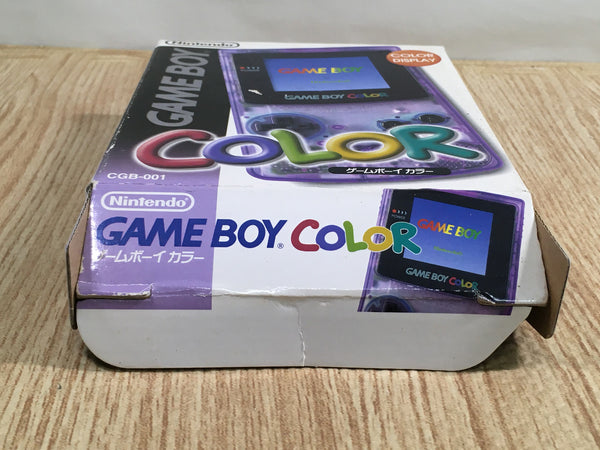 Nintendo
GAME BOY
COLOR
DISPLAY
GAME BOY
GAME BOY COLOR
COLOR
ゲームボーイ カラー
CGB-001
Nintendo
GAME BOY® COLOR
ゲームボーイ カラー
GAME BOY
GAME BOY COLOR